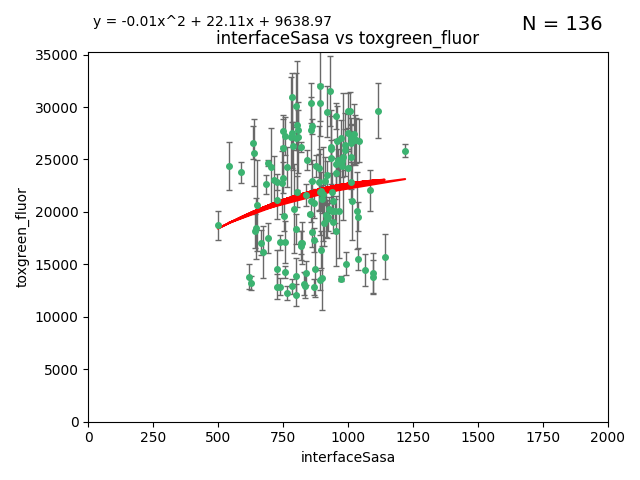 y = -0.01x^2 + 22.11x + 9638.97
N = 136
interfaceSasa vs toxgreen_fluor
35000
30000
25000
20000
15000
10000
5000
0
toxgreen_fluor
0 250 500 750 1000 1250 1500 1750 2000
interfaceSasa